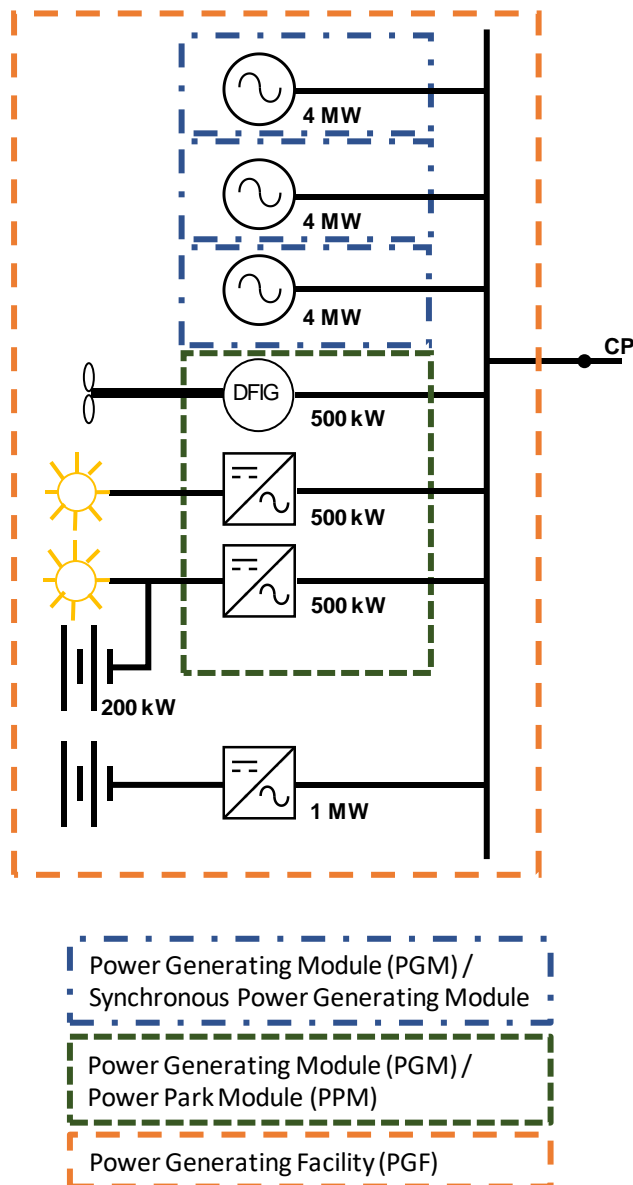 4 MW
4 MW
4 MW
CP
DFIG
500 kW
500 kW
500 kW
200 kW
1 MW
Power Generating Module (PGM) /
Synchronous Power Generating Module
Power Generating Module (PGM) /
Power Park Module (PPM)
Power Generating Facility (PGF)